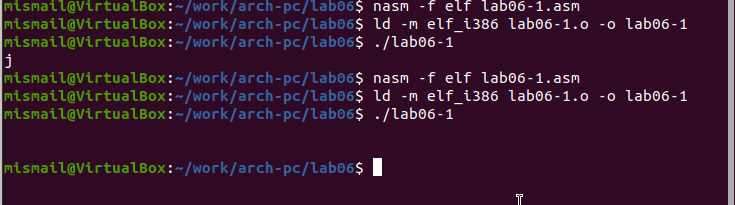 mismail@VirtualBox:~/work/arch-pc/lab06$ nasm -f elf lab06-1.asm
mismail@VirtualBox:~/work/arch-pc/lab06$ ld -m elf_i386 lab06-1.o -o lab06-1
mismail@VirtualBox:~/work/arch-pc/lab06$ ./lab06-1
j
mismail@VirtualBox:~/work/arch-pc/lab06$ nasm -f elf lab06-1.asm
mismail@VirtualBox:~/work/arch-pc/lab06$ ld -m elf_i386 lab06-1.o -o lab06-1
mismail@VirtualBox:~/work/arch-pc/lab06$ ./lab06-1
mismail@VirtualBox:~/work/arch-pc/lab06$